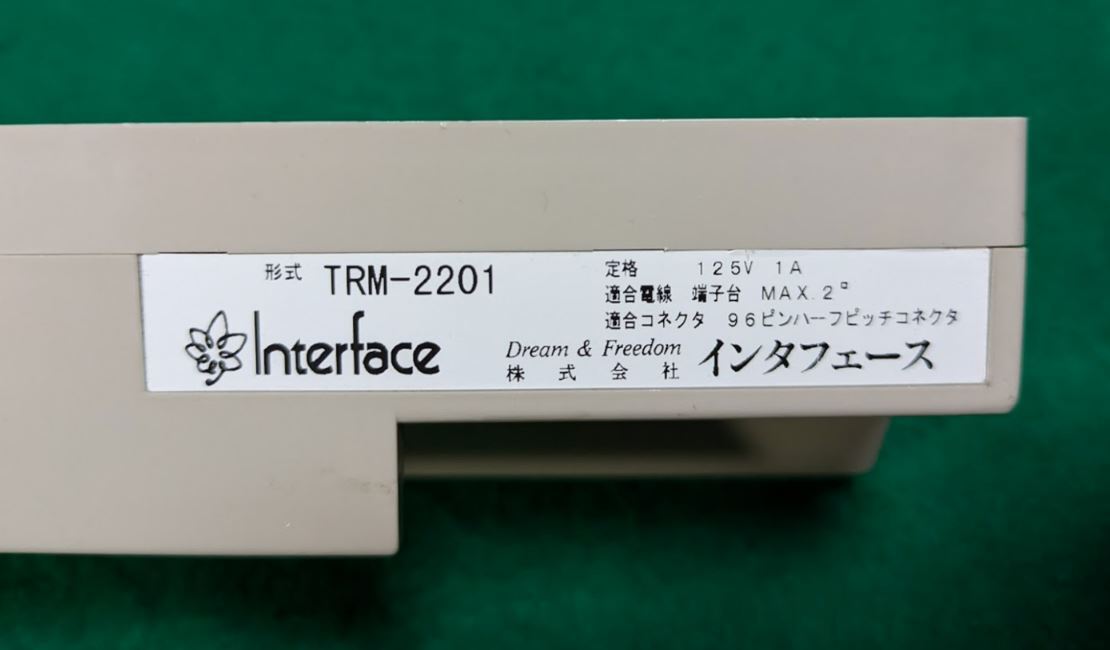 形式 TRM-2201
Interface
定格 125V 1A
適合電線 端子台 MAX.2□
適合コネクタ 96ピンハーフピッチコネクタ
Dream & Freedom
株式会社 インタフェース